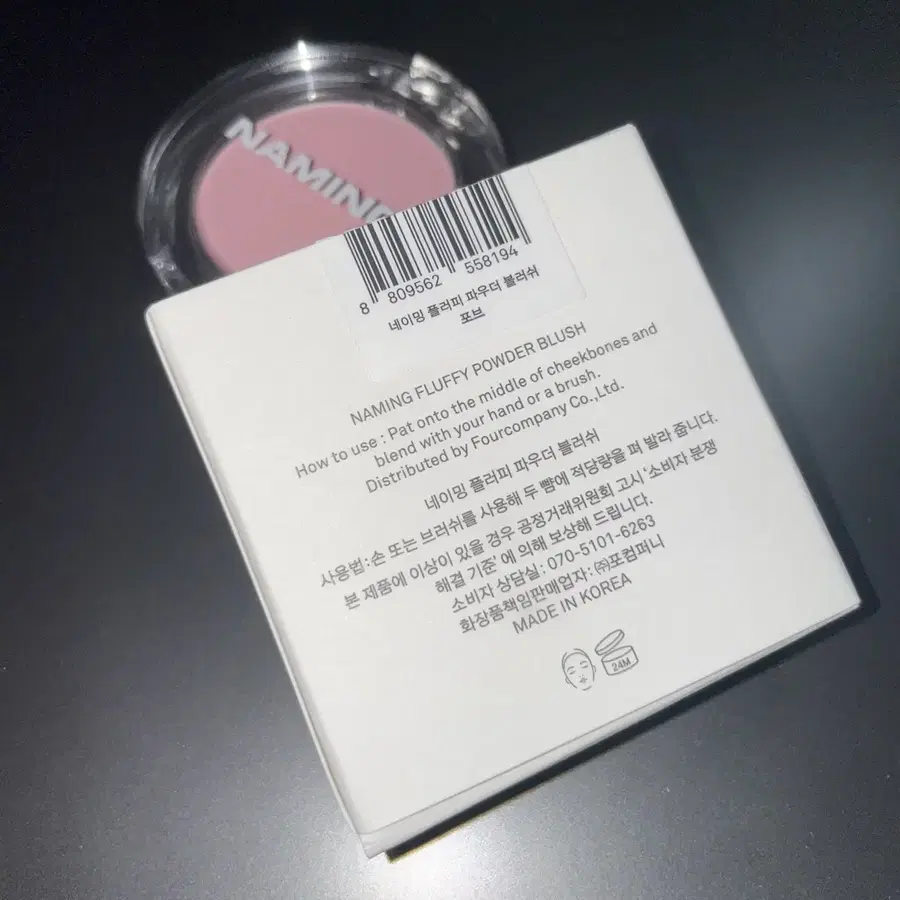 NAMING
8 809562 558194
네이밍 플러피 파우더 블러쉬
포브
NAMING FLUFFY POWDER BLUSH
How to use : Pat onto the middle of cheekbones and
blend with your hand or a brush.
Distributed by Fourcompany Co.,Ltd.
네이밍 플러피 파우더 블러쉬
사용법:손 또는 브러쉬를 사용해 두 뺨에 적당량을 펴 발라 줍니다.
본 제품에 이상이 있을 경우 공정거래위원회 고시 '소비자 분쟁
해결 기준' 에 의해 보상해 드립니다.
소비자 상담실 : 070-5101-6263
화장품책임판매업자 : ㈜포컴퍼니
MADE IN KOREA
24M